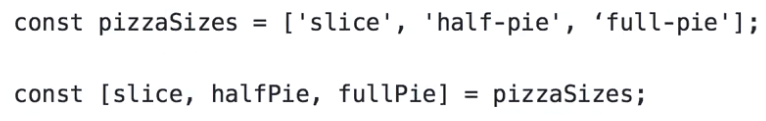 const pizzaSizes = ['slice', 'half-pie', ‘full-pie'];
const [slice, halfPie, fullPie] = pizzaSizes;